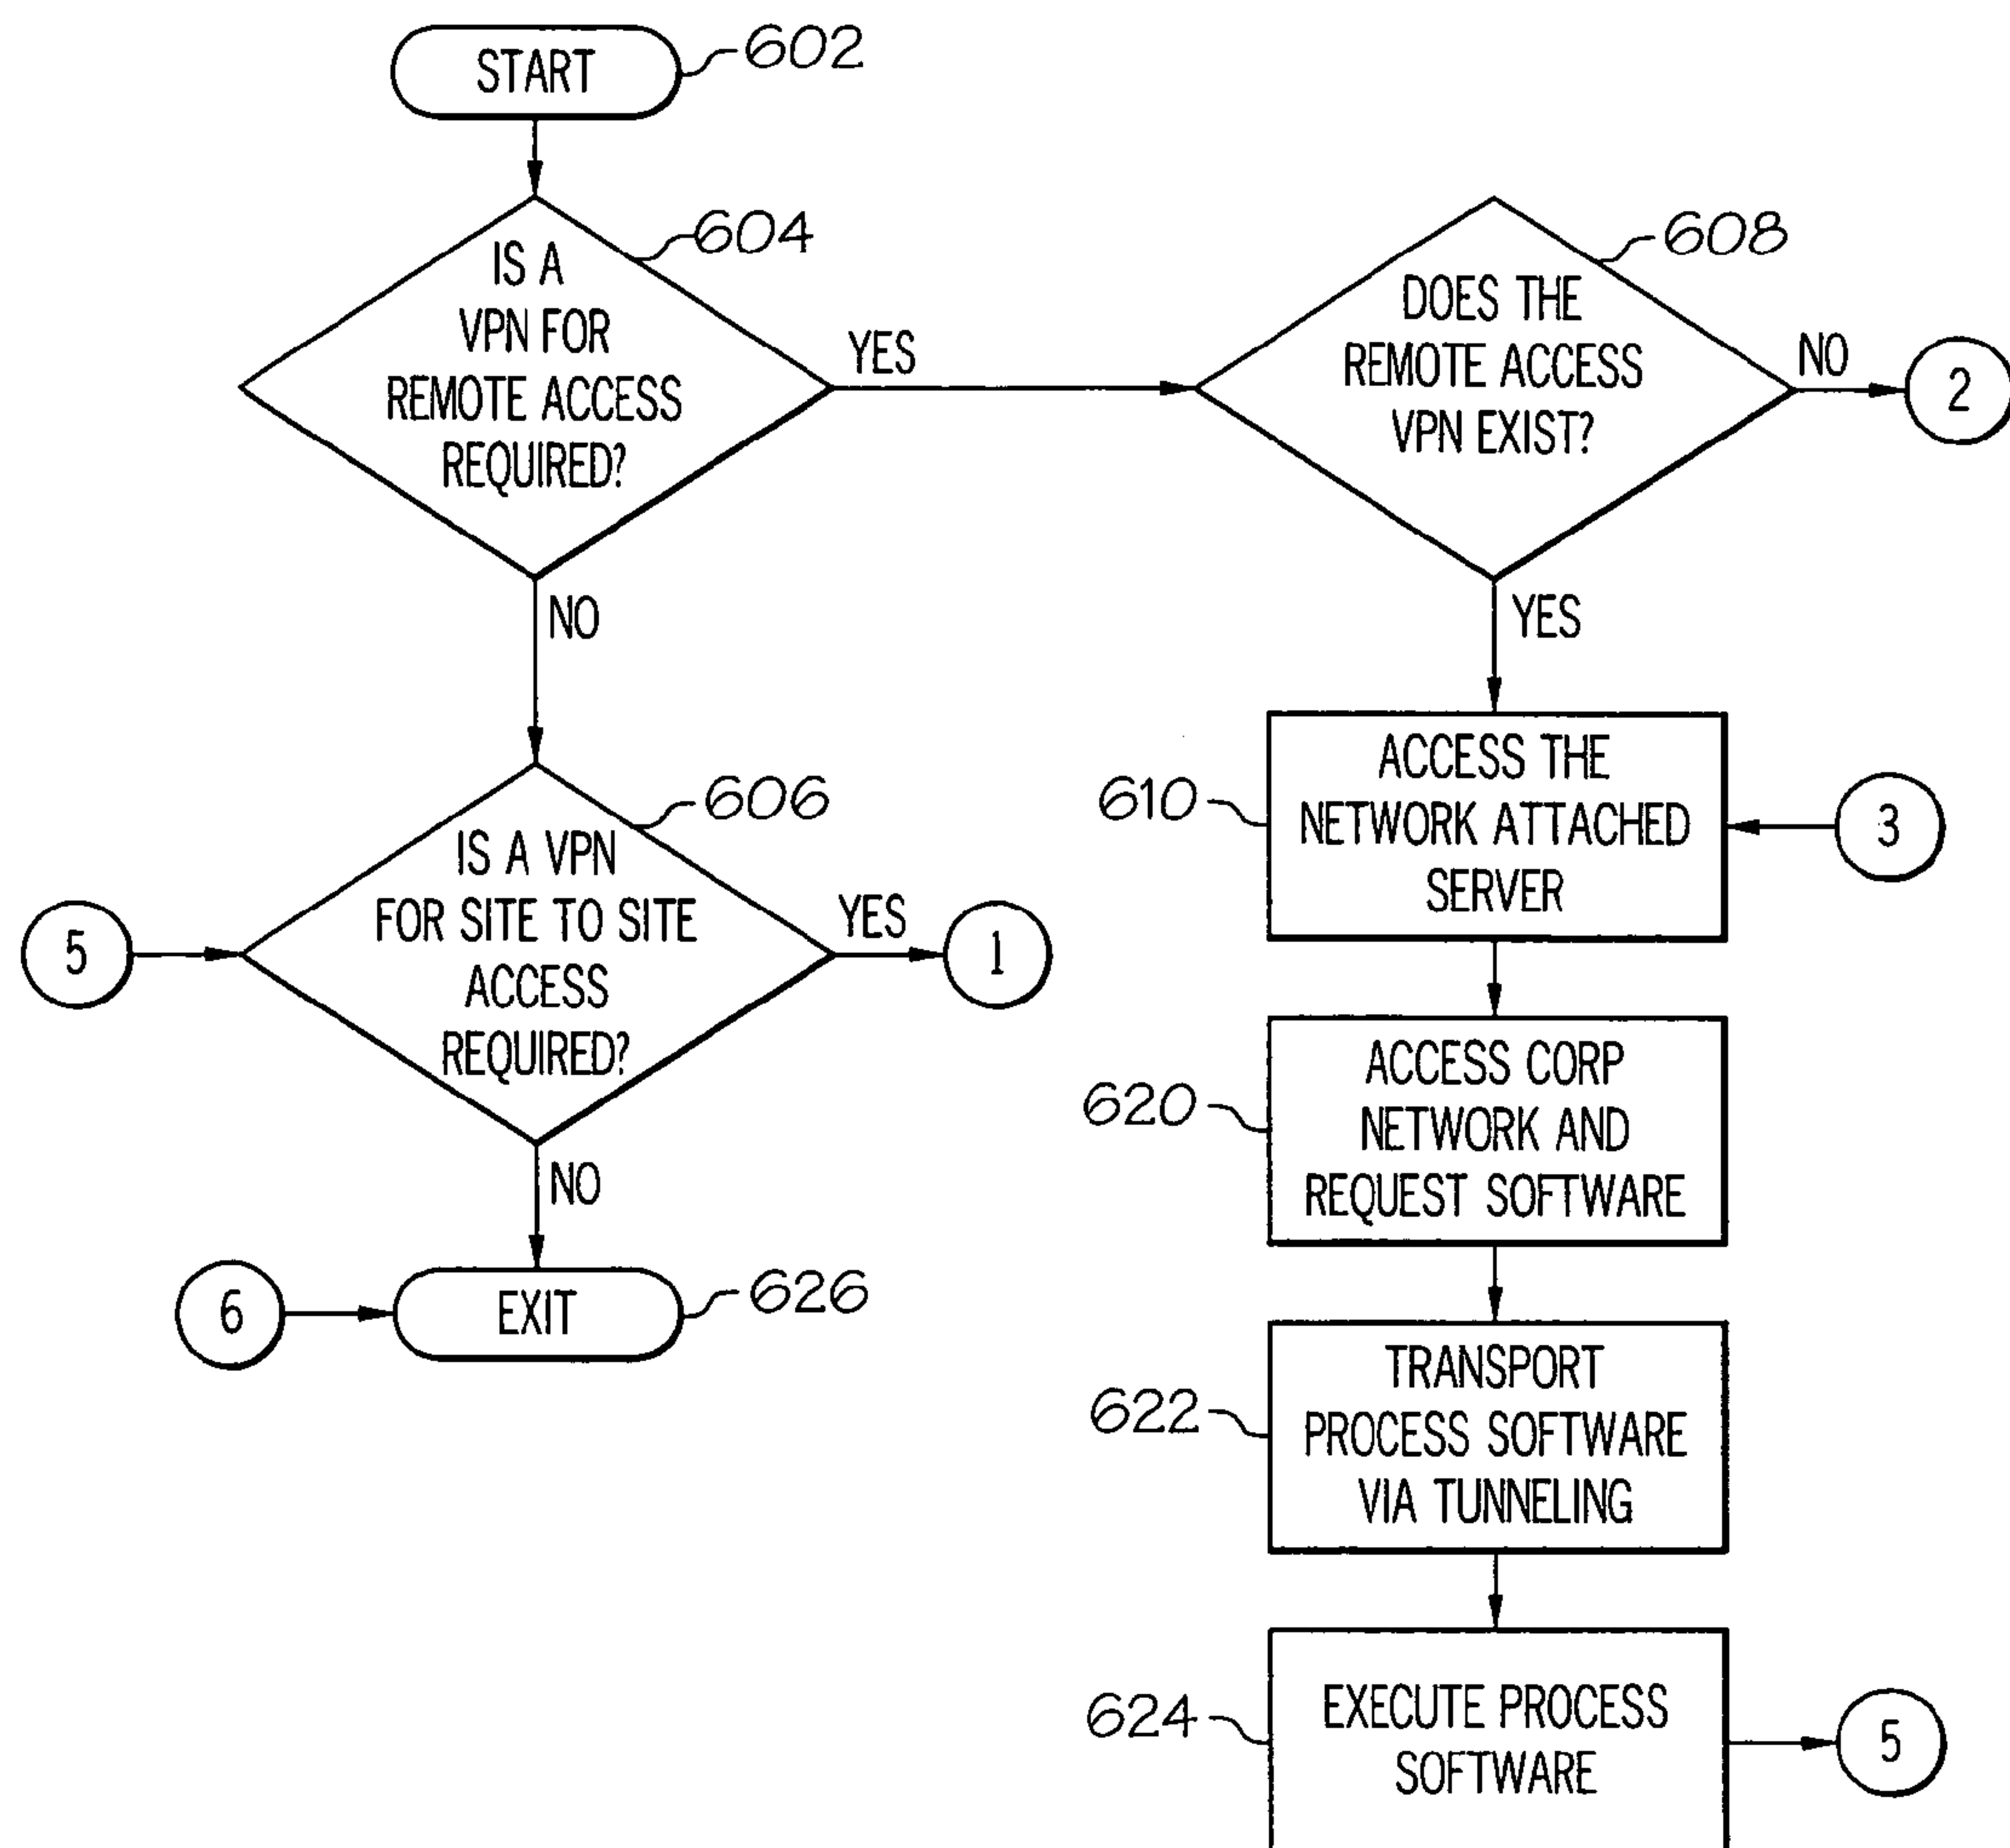 START
602
IS A
VPN FOR
REMOTE ACCESS
REQUIRED?
604
YES
NO
DOES THE
REMOTE ACCESS
VPN EXIST?
608
NO
2
YES
IS A VPN
FOR SITE TO SITE
ACCESS
REQUIRED?
606
5
YES
1
NO
6
EXIT
626
ACCESS THE
NETWORK ATTACHED
SERVER
610
3
ACCESS CORP
NETWORK AND
REQUEST SOFTWARE
620
TRANSPORT
PROCESS SOFTWARE
VIA TUNNELING
622
EXECUTE PROCESS
SOFTWARE
624
5